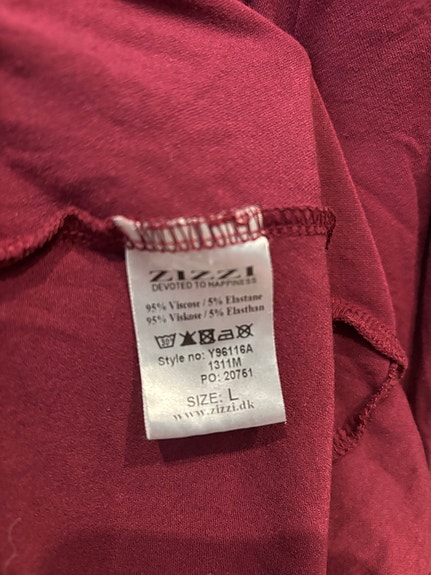 ZIZZI
DEVOTED TO HAPPINESS
95% Viscose / 5% Elastane
95% Viskose / 5% Elasthan
30
Style no: Y96116A
1311M
PO: 20751
SIZE: L
www.zizzi.dk